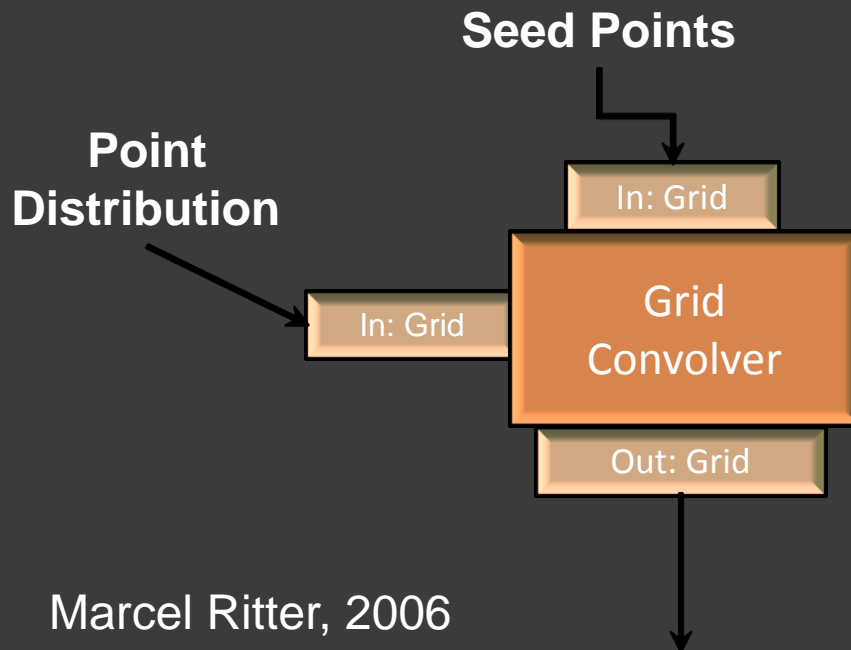 Seed Points
Point
Distribution
In: Grid
In: Grid
Grid
Convolver
Out: Grid
Marcel Ritter, 2006